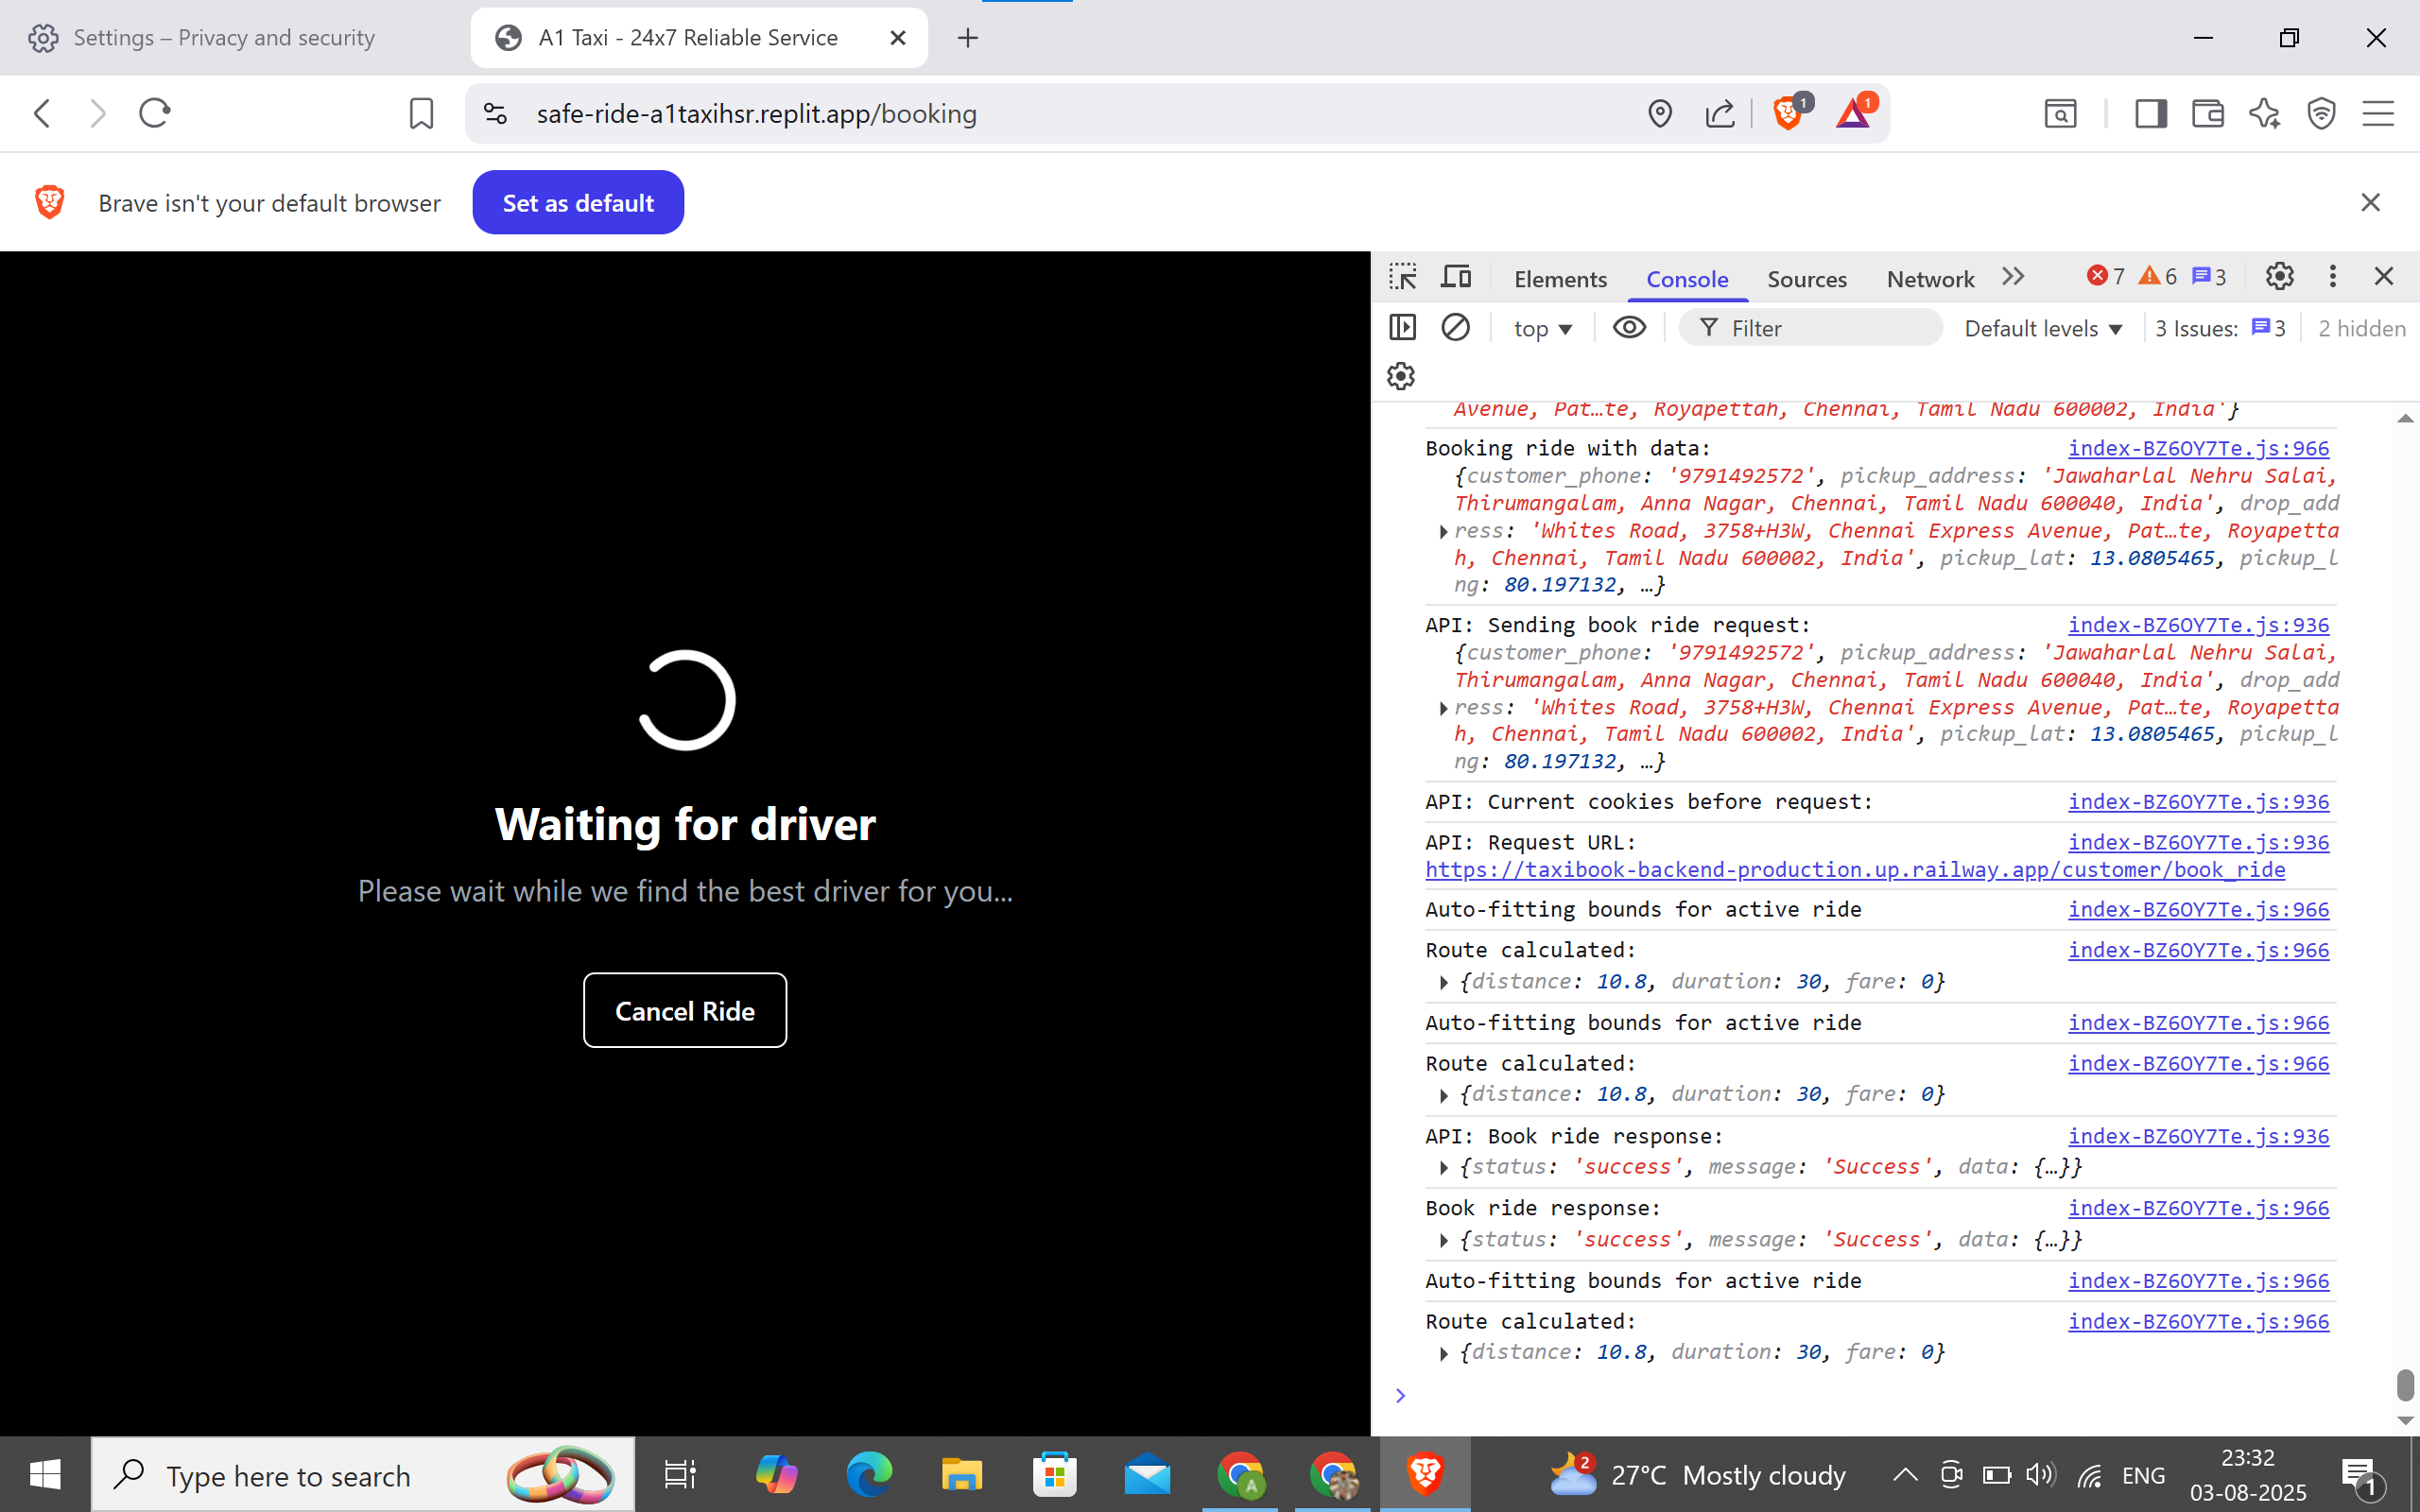 Settings – Privacy and security
A1 Taxi - 24x7 Reliable Service
safe-ride-a1taxihsr.replit.app/booking
1
1
Brave isn't your default browser
Set as default
Waiting for driver
Please wait while we find the best driver for you...
Cancel Ride
Elements
Console
Sources
Network
7
6
3
top
Filter
Default levels
3 Issues:
3
2 hidden
Avenue, Pat…te, Royapettah, Chennai, Tamil Nadu 600002, India'}
Booking ride with data: index-BZ6OY7Te.js:966
{customer_phone: '9791492572', pickup_address: 'Jawaharlal Nehru Salai,
Thirumangalam, Anna Nagar, Chennai, Tamil Nadu 600040, India', drop_add
ress: 'Whites Road, 3758+H3W, Chennai Express Avenue, Pat…te, Royapetta
h, Chennai, Tamil Nadu 600002, India', pickup_lat: 13.0805465, pickup_l
ng: 80.197132, …}
API: Sending book ride request: index-BZ6OY7Te.js:936
{customer_phone: '9791492572', pickup_address: 'Jawaharlal Nehru Salai,
Thirumangalam, Anna Nagar, Chennai, Tamil Nadu 600040, India', drop_add
ress: 'Whites Road, 3758+H3W, Chennai Express Avenue, Pat…te, Royapetta
h, Chennai, Tamil Nadu 600002, India', pickup_lat: 13.0805465, pickup_l
ng: 80.197132, …}
API: Current cookies before request: index-BZ6OY7Te.js:936
API: Request URL: index-BZ6OY7Te.js:936
https://taxibook-backend-production.up.railway.app/customer/book_ride
Auto-fitting bounds for active ride index-BZ6OY7Te.js:966
Route calculated: index-BZ6OY7Te.js:966
{distance: 10.8, duration: 30, fare: 0}
Auto-fitting bounds for active ride index-BZ6OY7Te.js:966
Route calculated: index-BZ6OY7Te.js:966
{distance: 10.8, duration: 30, fare: 0}
API: Book ride response: index-BZ6OY7Te.js:936
{status: 'success', message: 'Success', data: {…}}
Book ride response: index-BZ6OY7Te.js:966
{status: 'success', message: 'Success', data: {…}}
Auto-fitting bounds for active ride index-BZ6OY7Te.js:966
Route calculated: index-BZ6OY7Te.js:966
{distance: 10.8, duration: 30, fare: 0}
Type here to search
A
2
27°C Mostly cloudy
ENG
23:32
03-08-2025
1